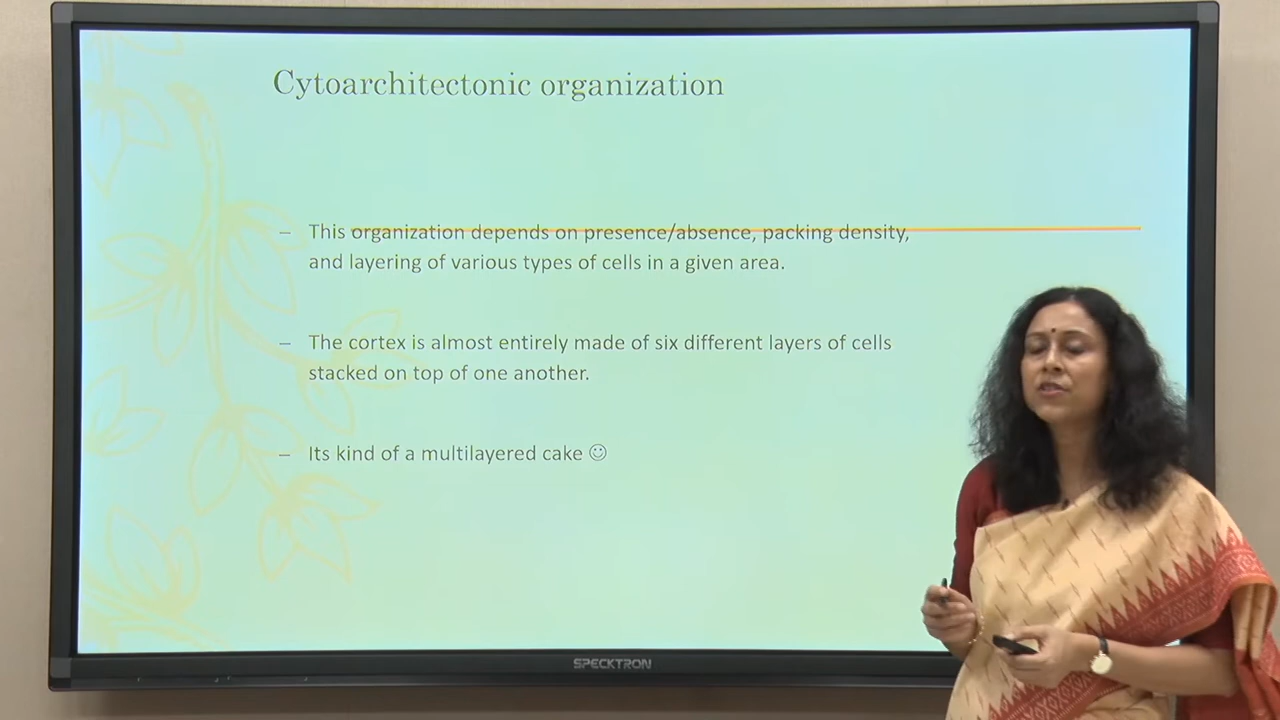 Cytoarchitectonic organization
– This organization depends on presence/absence, packing density,
and layering of various types of cells in a given area.
– The cortex is almost entirely made of six different layers of cells
stacked on top of one another.
– Its kind of a multilayered cake ☺
SPECKTRON